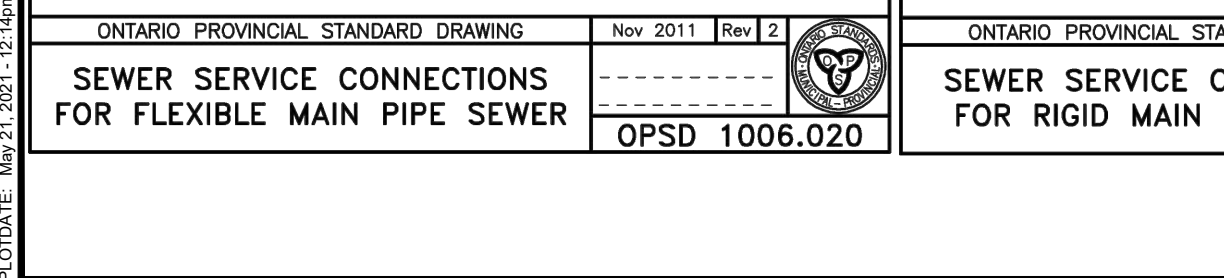 PLOTDATE: May 21, 2021 - 12:14pm
ONTARIO PROVINCIAL STANDARD DRAWING
Nov 2011 Rev 2
ONTARIO STANDARDS
MUNICIPAL - PROVINCIAL
O P S
SEWER SERVICE CONNECTIONS
FOR FLEXIBLE MAIN PIPE SEWER
OPSD 1006.020
ONTARIO PROVINCIAL STA
SEWER SERVICE C
FOR RIGID MAIN